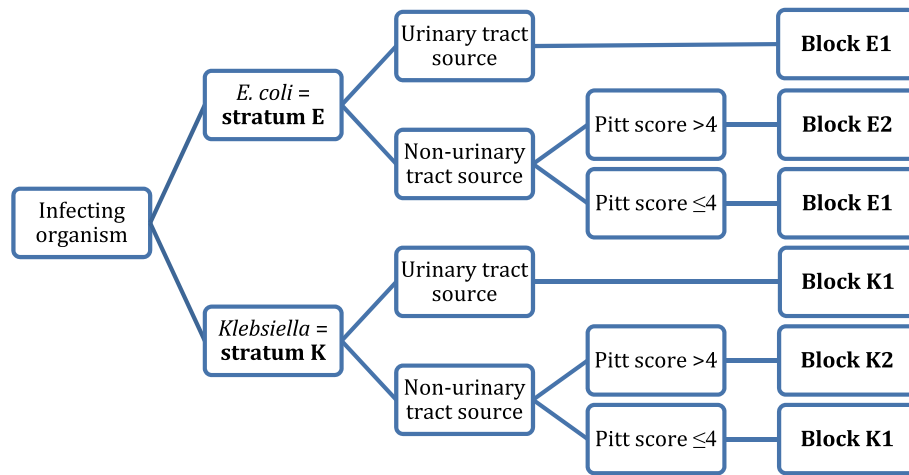 Urinary tract
source
Block E1
E. coli =
stratum E
Pitt score >4
Block E2
Non-urinary
tract source
Pitt score ≤4
Block E1
Infecting
organism
Urinary tract
source
Block K1
Klebsiella =
stratum K
Pitt score >4
Block K2
Non-urinary
tract source
Pitt score ≤4
Block K1